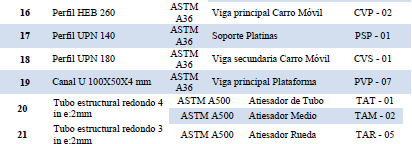 16 Perfil HEB 260 ASTM A36 Viga principal Carro Móvil CVP - 02
17 Perfil UPN 140 ASTM A36 Soporte Platinas PSP - 01
18 Perfil UPN 180 ASTM A36 Viga secundaria Carro Móvil CVS - 01
19 Canal U 100X50X4 mm ASTM A36 Viga principal Plataforma PVP - 07
20 Tubo estructural redondo 4 in e:2mm ASTM A500 Atiesador de Tubo TAT - 01
ASTM A500 Atiesador Medio TAM - 02
21 Tubo estructural redondo 3 in e:2mm ASTM A500 Atiesador Rueda TAR - 05